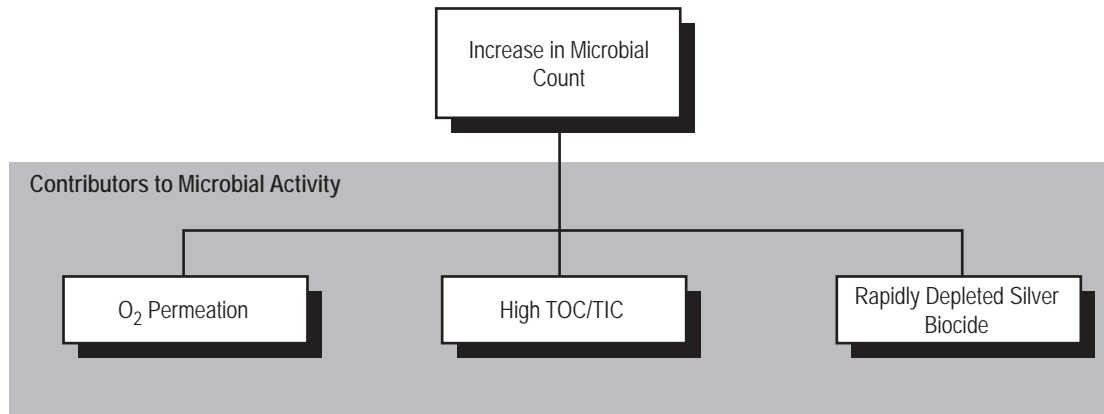 Increase in Microbial
Count
Contributors to Microbial Activity
O2 Permeation
High TOC/TIC
Rapidly Depleted Silver
Biocide